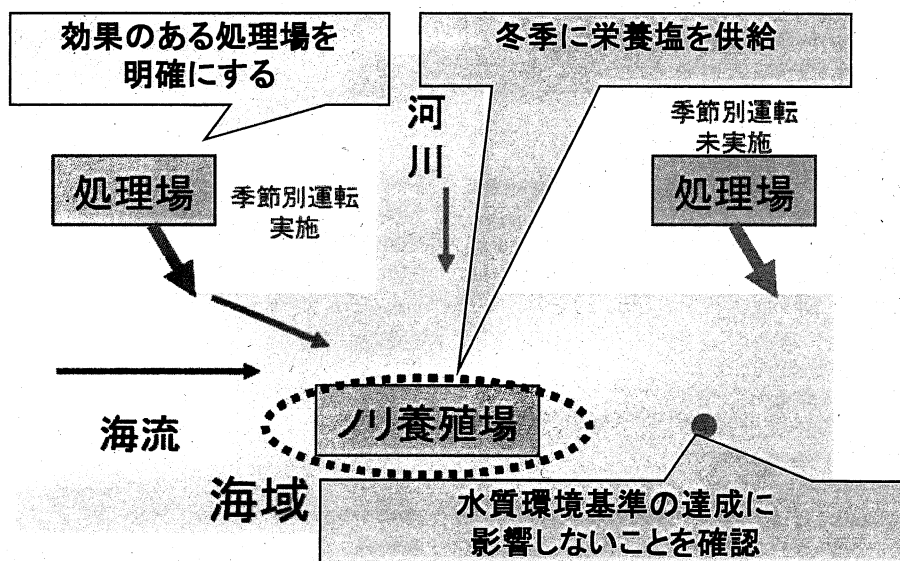 効果のある処理場を
明確にする
冬季に栄養塩を供給
河
川
季節別運転
未実施
処理場
季節別運転
実施
処理場
海流
ノリ養殖場
海域
水質環境基準の達成に
影響しないことを確認